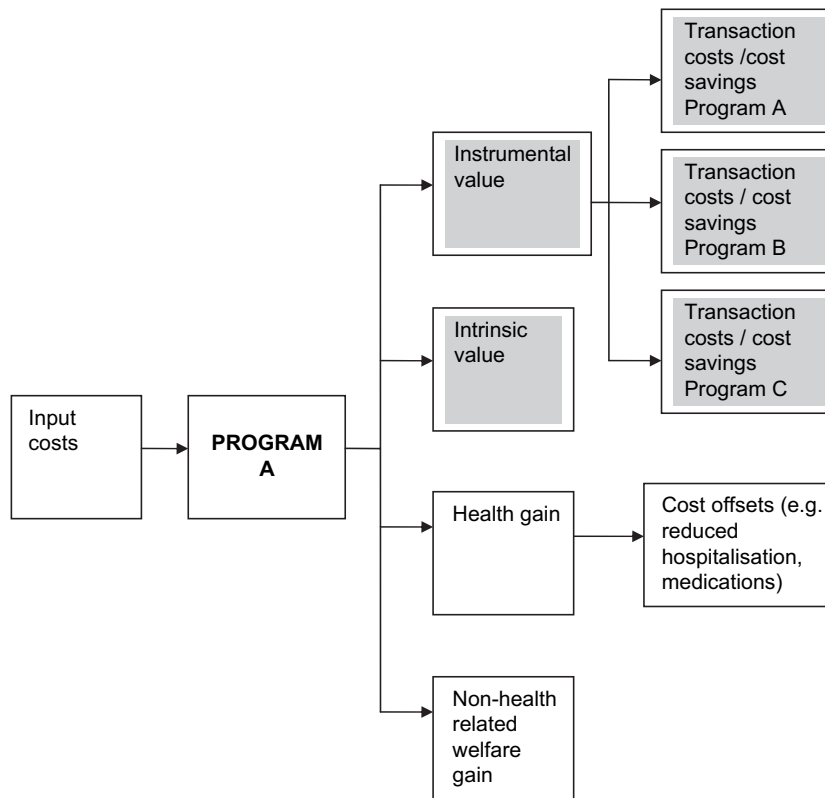 Transaction
costs /cost
savings
Program A
Instrumental
value
Transaction
costs / cost
savings
Program B
Intrinsic
value
Transaction
costs / cost
savings
Program C
Input
costs
PROGRAM
A
Health gain
Cost offsets (e.g.
reduced
hospitalisation,
medications)
Non-health
related
welfare
gain